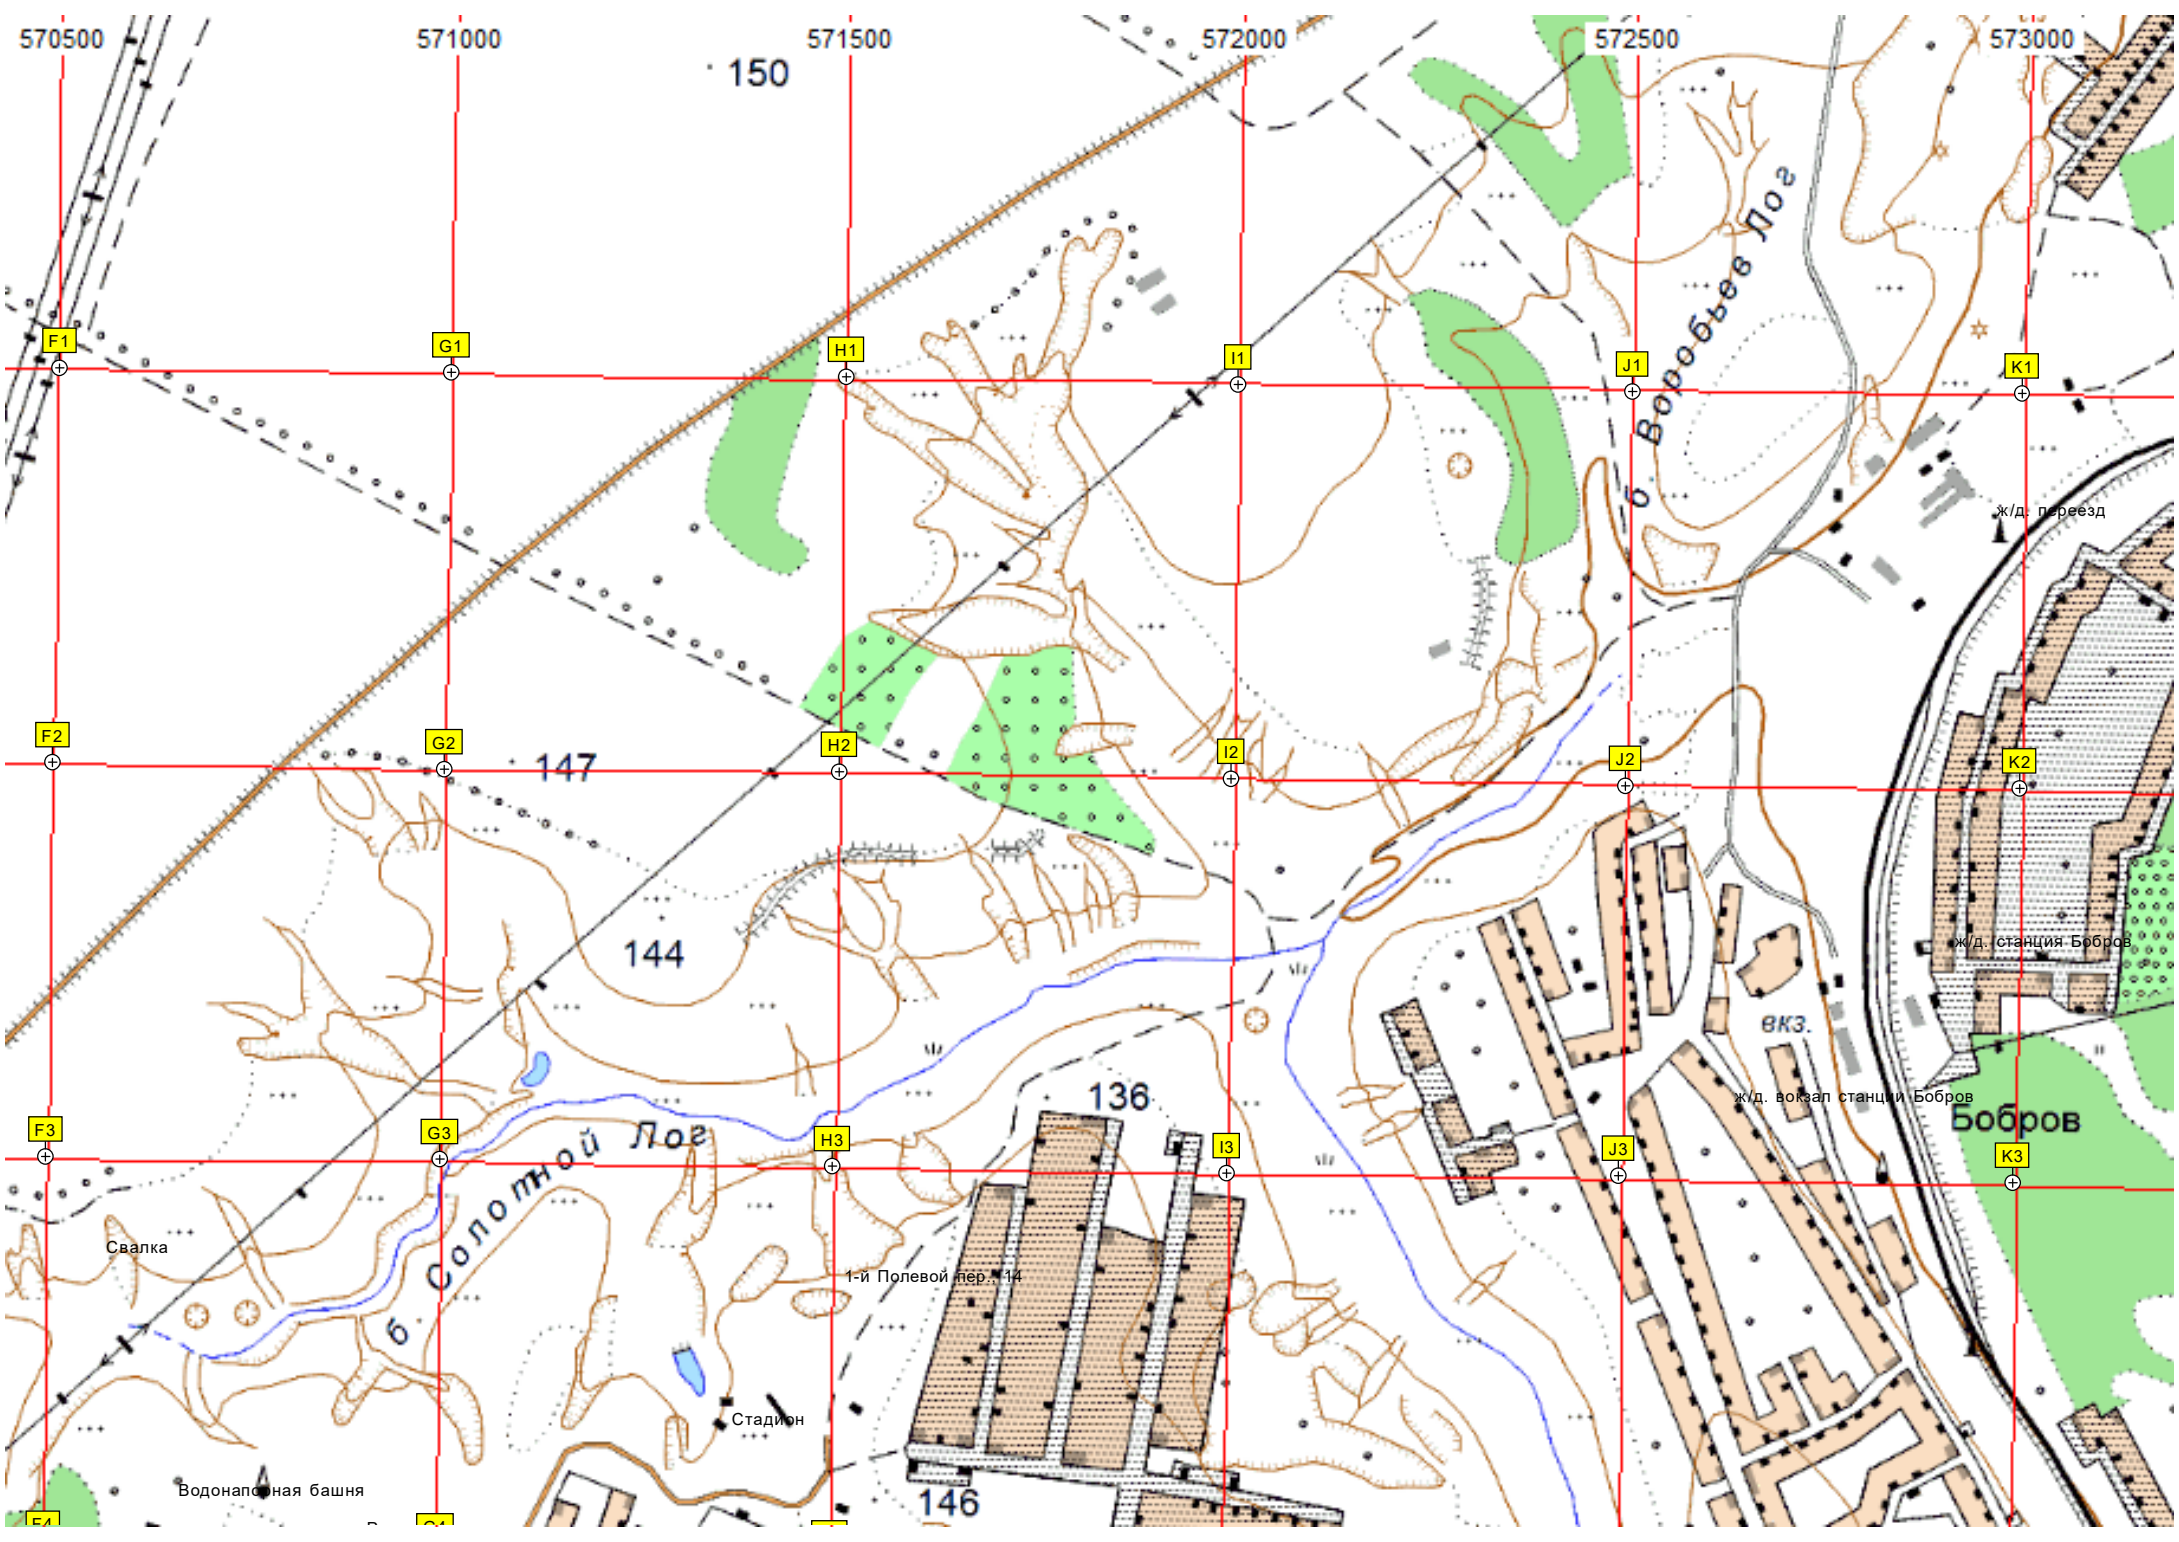 570500 571000 571500 572000 572500 573000
150
б. Воробьев Лог
F1 G1 H1 I1 J1 K1
ж/д. переезд
F2 G2 H2 I2 J2 K2
147
144
ж/д. станция Бобров
вкз.
136
ж/д. вокзал станции Бобров
Бобров
F3 G3 H3 I3 J3 K3
б. Солотной Лог
Свалка
1-й Полевой пер., 14
Стадион
Водонапорная башня
146
F4 G4